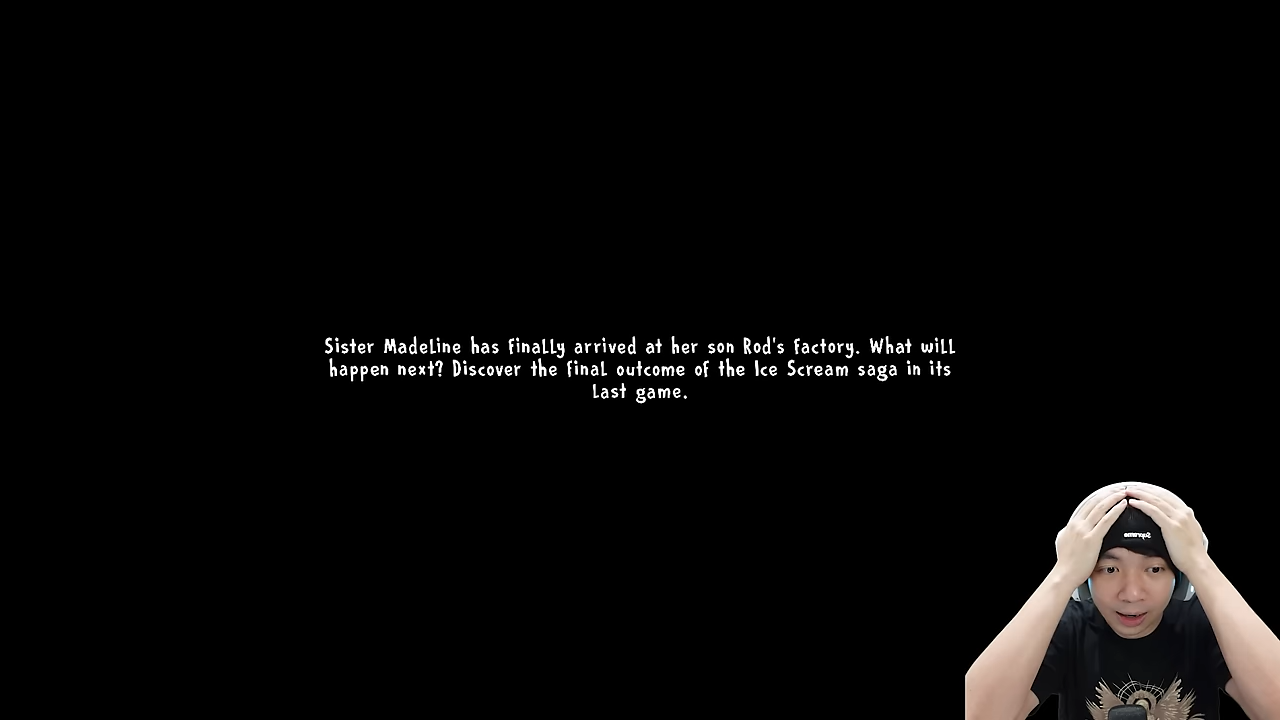 Sister Madeline has finally arrived at her son Rod's factory. What will
happen next? Discover the final outcome of the Ice Scream saga in its
last game.
Supreme